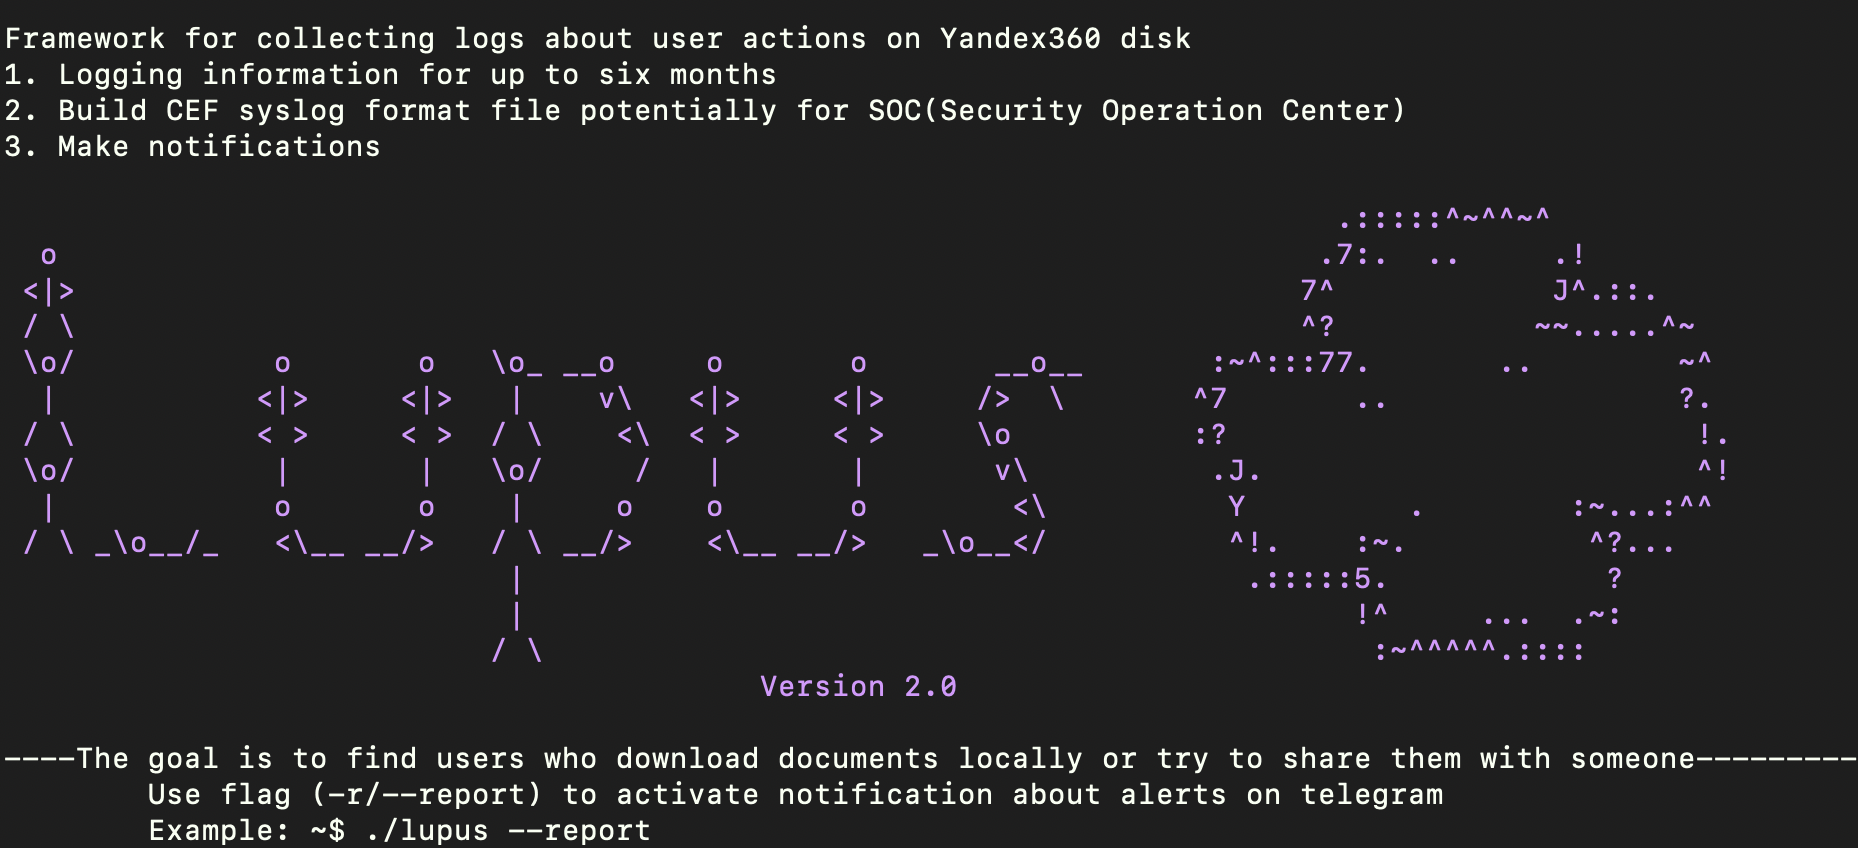 Framework for collecting logs about user actions on Yandex360 disk
1. Logging information for up to six months
2. Build CEF syslog format file potentially for SOC(Security Operation Center)
3. Make notifications
Lupus
Version 2.0
----The goal is to find users who download documents locally or try to share them with someone---------
Use flag (-r/--report) to activate notification about alerts on telegram
Example: ~$ ./lupus --report